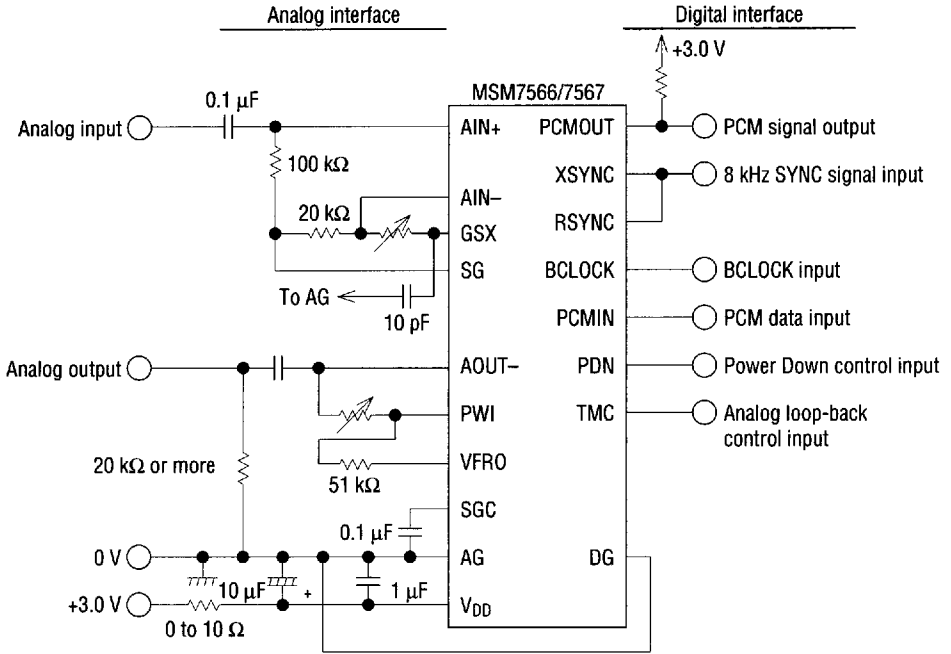 Analog interface
Digital interface
+3.0 V
MSM7566/7567
0.1 μF
Analog input
AIN+
PCMOUT
PCM signal output
100 kΩ
XSYNC
8 kHz SYNC signal input
AIN−
20 kΩ
RSYNC
GSX
SG
BCLOCK
BCLOCK input
To AG
10 pF
PCMIN
PCM data input
Analog output
AOUT−
PDN
Power Down control input
PWI
TMC
Analog loop-back
control input
20 kΩ or more
VFRO
51 kΩ
SGC
0.1 μF
0 V
AG
DG
10 μF
+
1 μF
+3.0 V
VDD
0 to 10 Ω